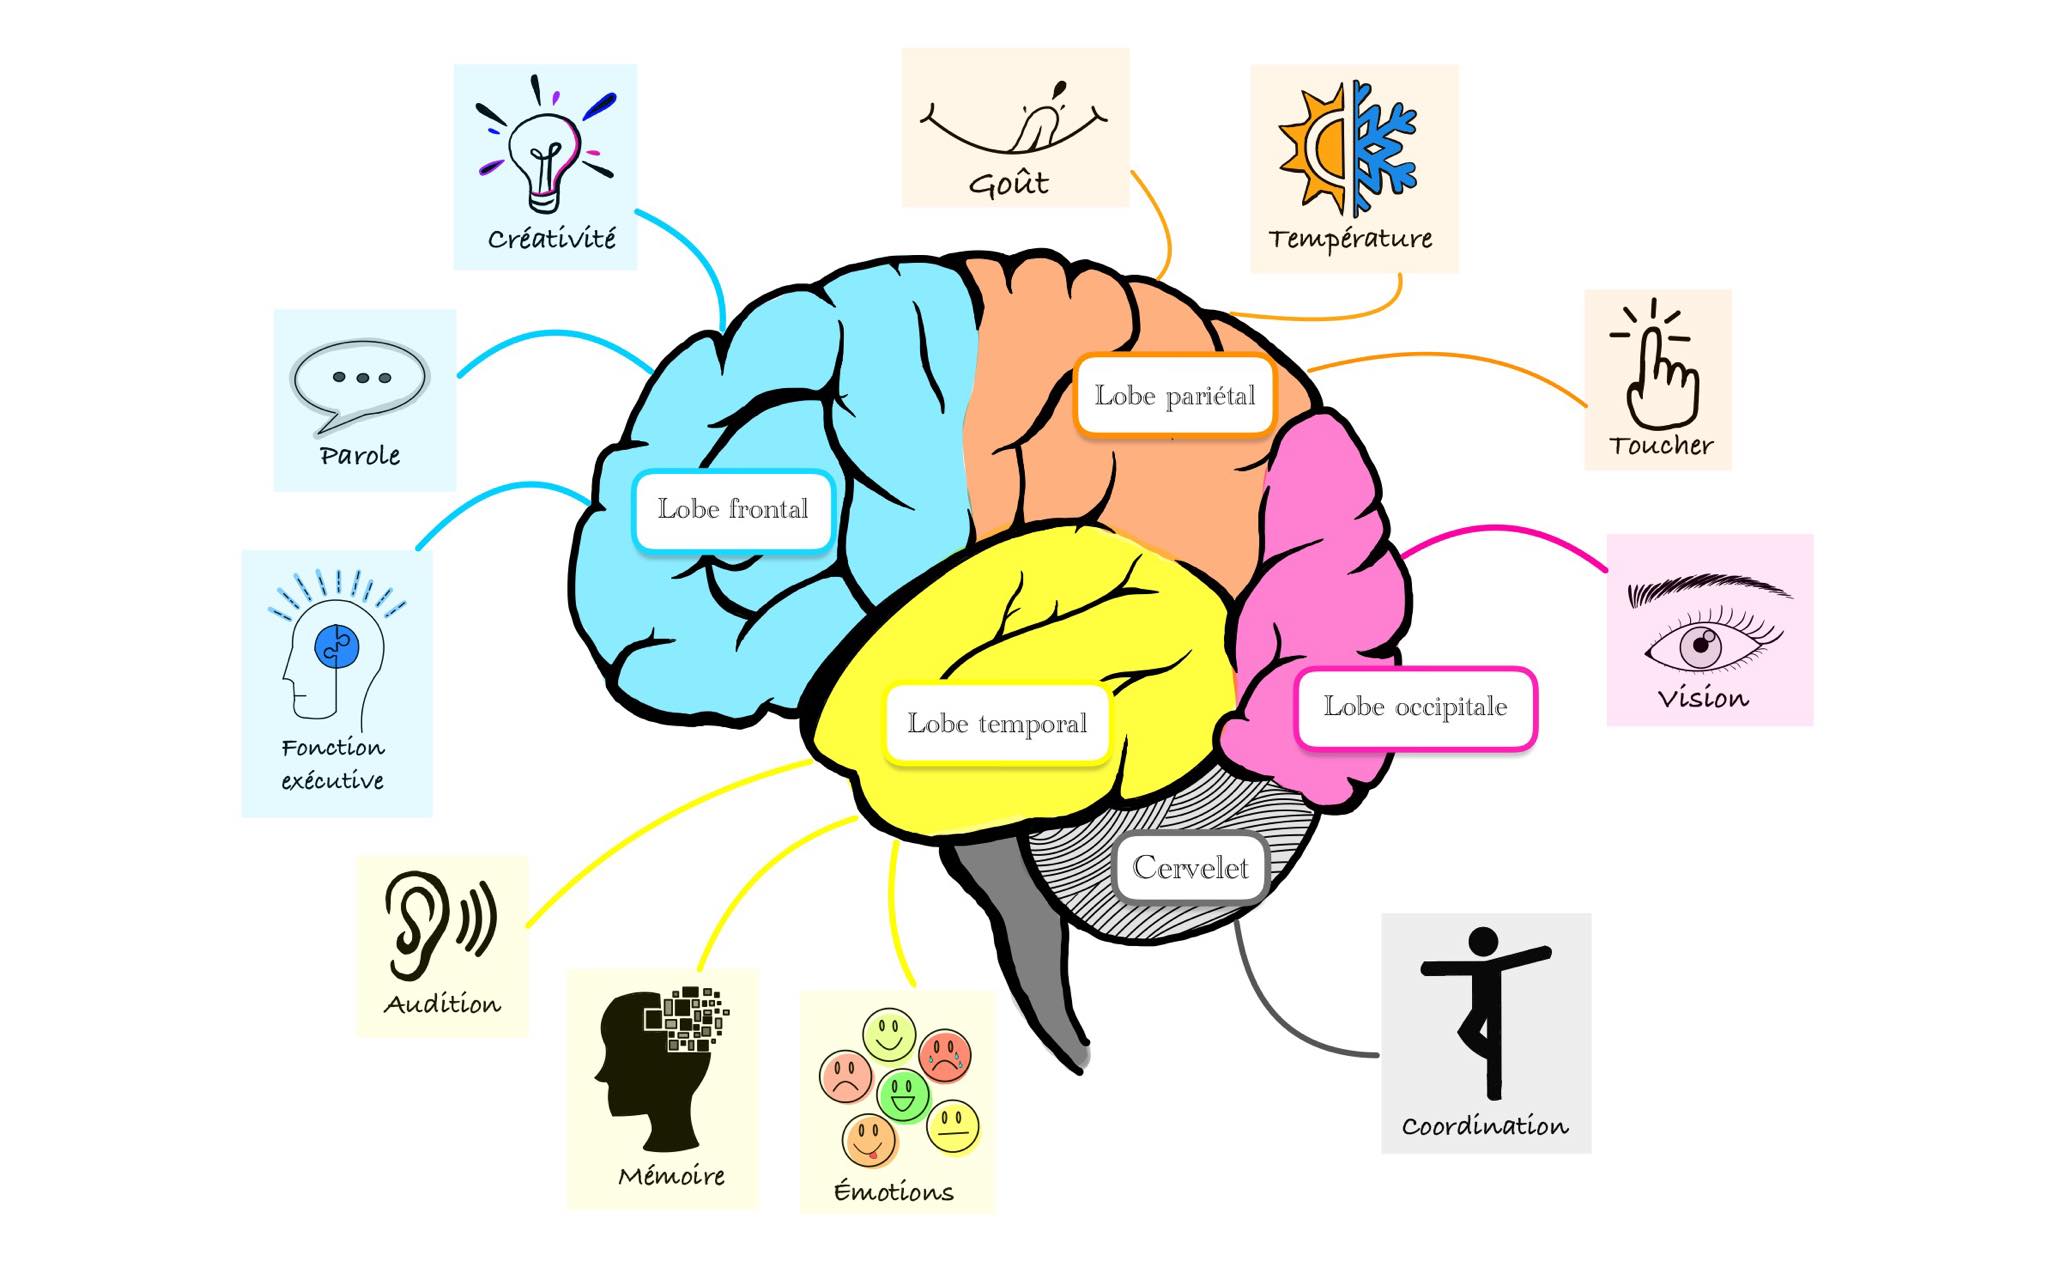 Goût
Créativité
Température
Parole
Toucher
Lobe pariétal
Lobe frontal
Fonction
exécutive
Vision
Lobe temporal
Lobe occipitale
Cervelet
Audition
Mémoire
Émotions
Coordination